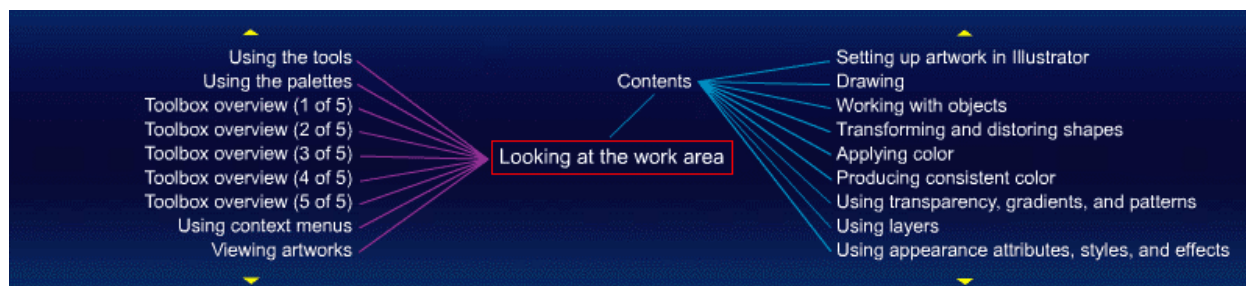 Using the tools
Using the palettes
Toolbox overview (1 of 5)
Toolbox overview (2 of 5)
Toolbox overview (3 of 5)
Toolbox overview (4 of 5)
Toolbox overview (5 of 5)
Using context menus
Viewing artworks
Contents
Looking at the work area
Setting up artwork in Illustrator
Drawing
Working with objects
Transforming and distoring shapes
Applying color
Producing consistent color
Using transparency, gradients, and patterns
Using layers
Using appearance attributes, styles, and effects